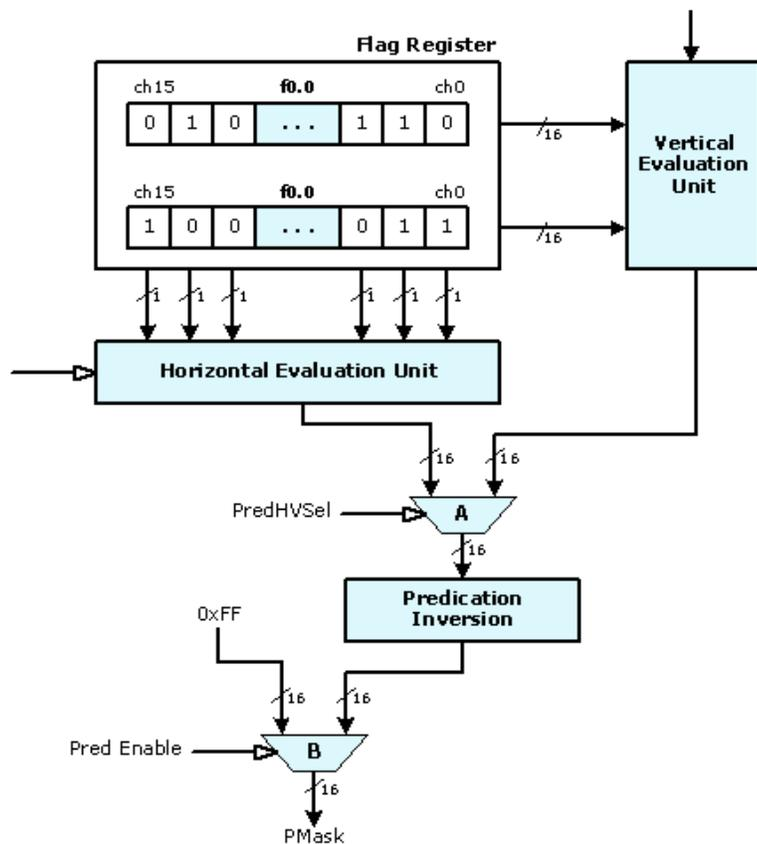 Flag Register
ch15 f0.0 ch0
0 1 0 ... 1 1 0
16
Vertical
Evaluation
Unit
ch15 f0.0 ch0
1 0 0 ... 0 1 1
16
1 1 1 1 1 1
Horizontal Evaluation Unit
16 16
PredHVSel
A
16
Predication
Inversion
0xFF
16 16
Pred Enable
B
16
PMask